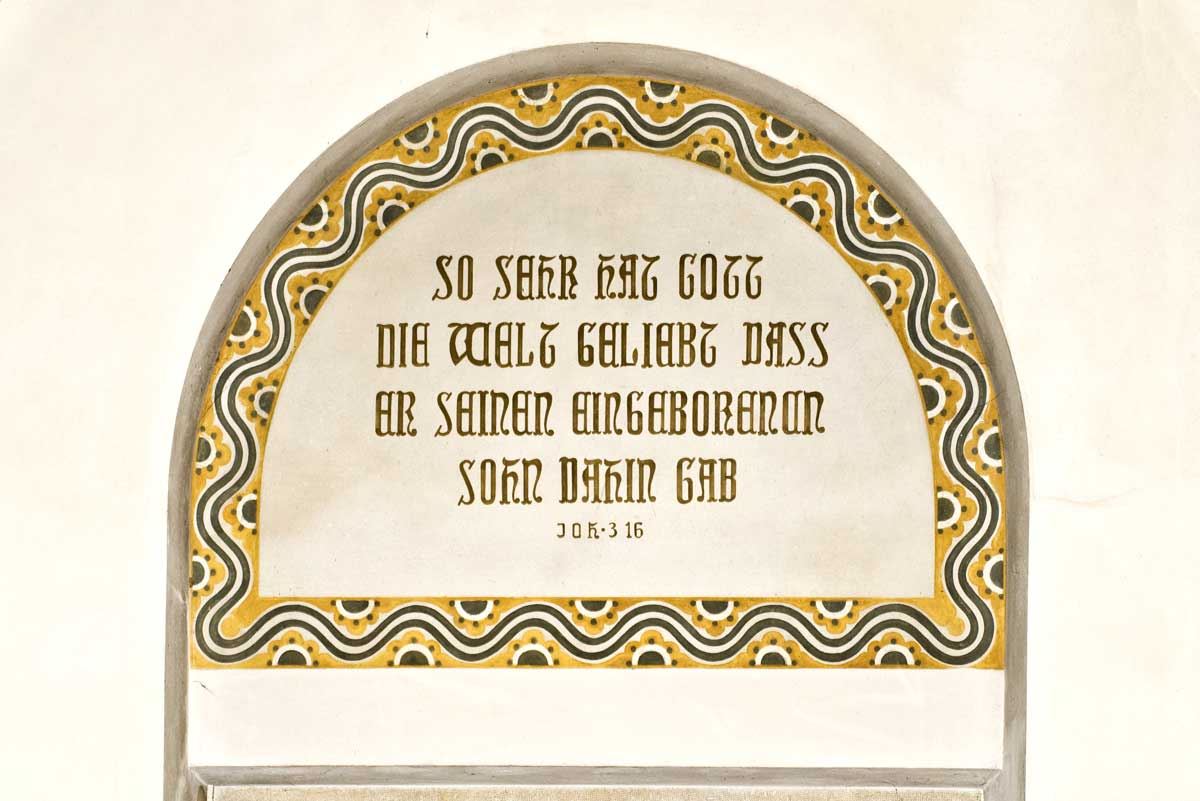 SO SEHR HAT GOTT
DIE WELT GELIEBT DASS
ER SEINEN EINGEBORENEN
SOHN DAHIN GAB
JOH·3 16